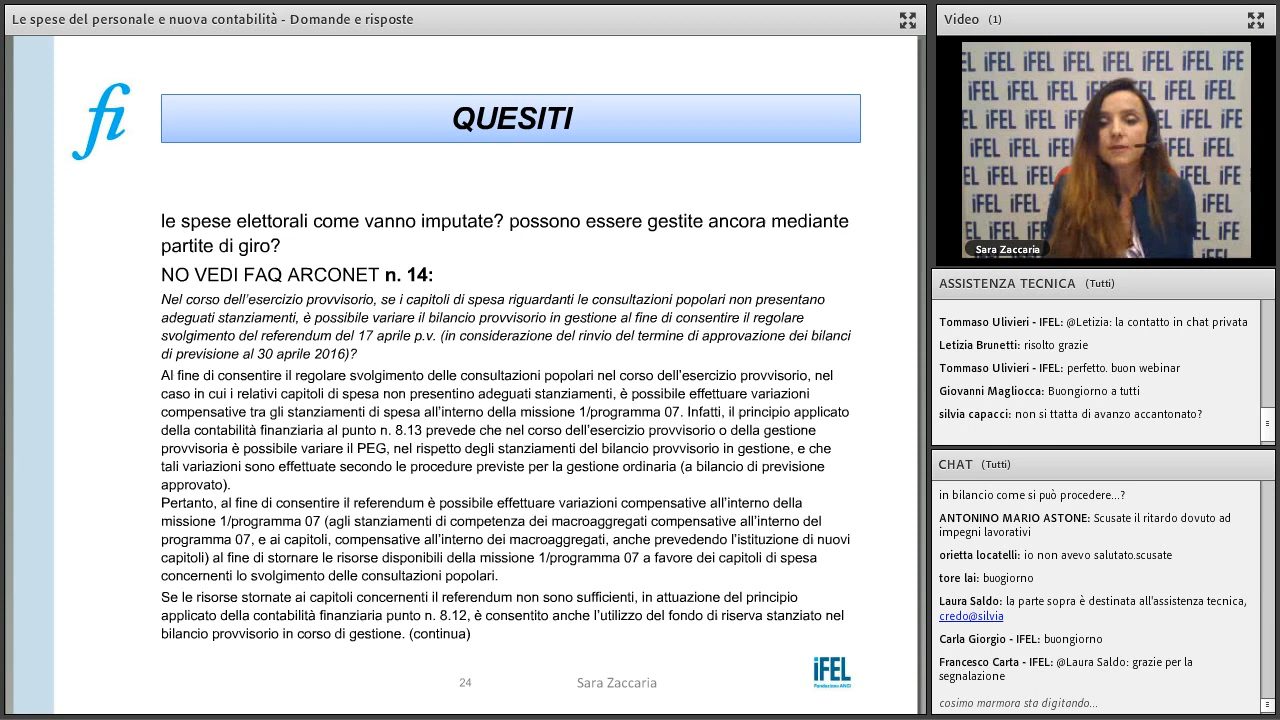 Le spese del personale e nuova contabilità - Domande e risposte
fi
QUESITI
le spese elettorali come vanno imputate? possono essere gestite ancora mediante
partite di giro?
NO VEDI FAQ ARCONET n. 14:
Nel corso dell'esercizio provvisorio, se i capitoli di spesa riguardanti le consultazioni popolari non presentano
adeguati stanziamenti, è possibile variare il bilancio provvisorio in gestione al fine di consentire il regolare
svolgimento del referendum del 17 aprile p.v. (in considerazione del rinvio del termine di approvazione dei bilanci
di previsione al 30 aprile 2016)?
Al fine di consentire il regolare svolgimento delle consultazioni popolari nel corso dell'esercizio provvisorio, nel
caso in cui i relativi capitoli di spesa non presentino adeguati stanziamenti, è possibile effettuare variazioni
compensative tra gli stanziamenti di spesa all'interno della missione 1/programma 07. Infatti, il principio applicato
della contabilità finanziaria al punto n. 8.13 prevede che nel corso dell'esercizio provvisorio o della gestione
provvisoria è possibile variare il PEG, nel rispetto degli stanziamenti del bilancio provvisorio in gestione, e che
tali variazioni sono effettuate secondo le procedure previste per la gestione ordinaria (a bilancio di previsione
approvato).
Pertanto, al fine di consentire il referendum è possibile effettuare variazioni compensative all'interno della
missione 1/programma 07 (agli stanziamenti di competenza dei macroaggregati compensative all'interno del
programma 07, e ai capitoli, compensative all'interno dei macroaggregati, anche prevedendo l'istituzione di nuovi
capitoli) al fine di stornare le risorse disponibili della missione 1/programma 07 a favore dei capitoli di spesa
concernenti lo svolgimento delle consultazioni popolari.
Se le risorse stornate ai capitoli concernenti il referendum non sono sufficienti, in attuazione del principio
applicato della contabilità finanziaria punto n. 8.12, è consentito anche l'utilizzo del fondo di riserva stanziato nel
bilancio provvisorio in corso di gestione. (continua)
24
Sara Zaccaria
iFEL
Fondazione ANCI
Video (1)
Sara Zaccaria
ASSISTENZA TECNICA (Tutti)
Tommaso Ulivieri - IFEL: @Letizia: la contatto in chat privata
Letizia Brunetti: risolto grazie
Tommaso Ulivieri - IFEL: perfetto. buon webinar
Giovanni Magliocca: Buongiorno a tutti
silvia capacci: non si ttatta di avanzo accantonato?
CHAT (Tutti)
in bilancio come si può procedere...?
ANTONINO MARIO ASTONE: Scusate il ritardo dovuto ad
impegni lavorativi
orietta locatelli: io non avevo salutato.scusate
tore lai: buogiorno
Laura Saldo: la parte sopra è destinata all'assistenza tecnica,
credo@silvia
Carla Giorgio - IFEL: buongiorno
Francesco Carta - IFEL: @Laura Saldo: grazie per la
segnalazione
cosimo marmora sta digitando...